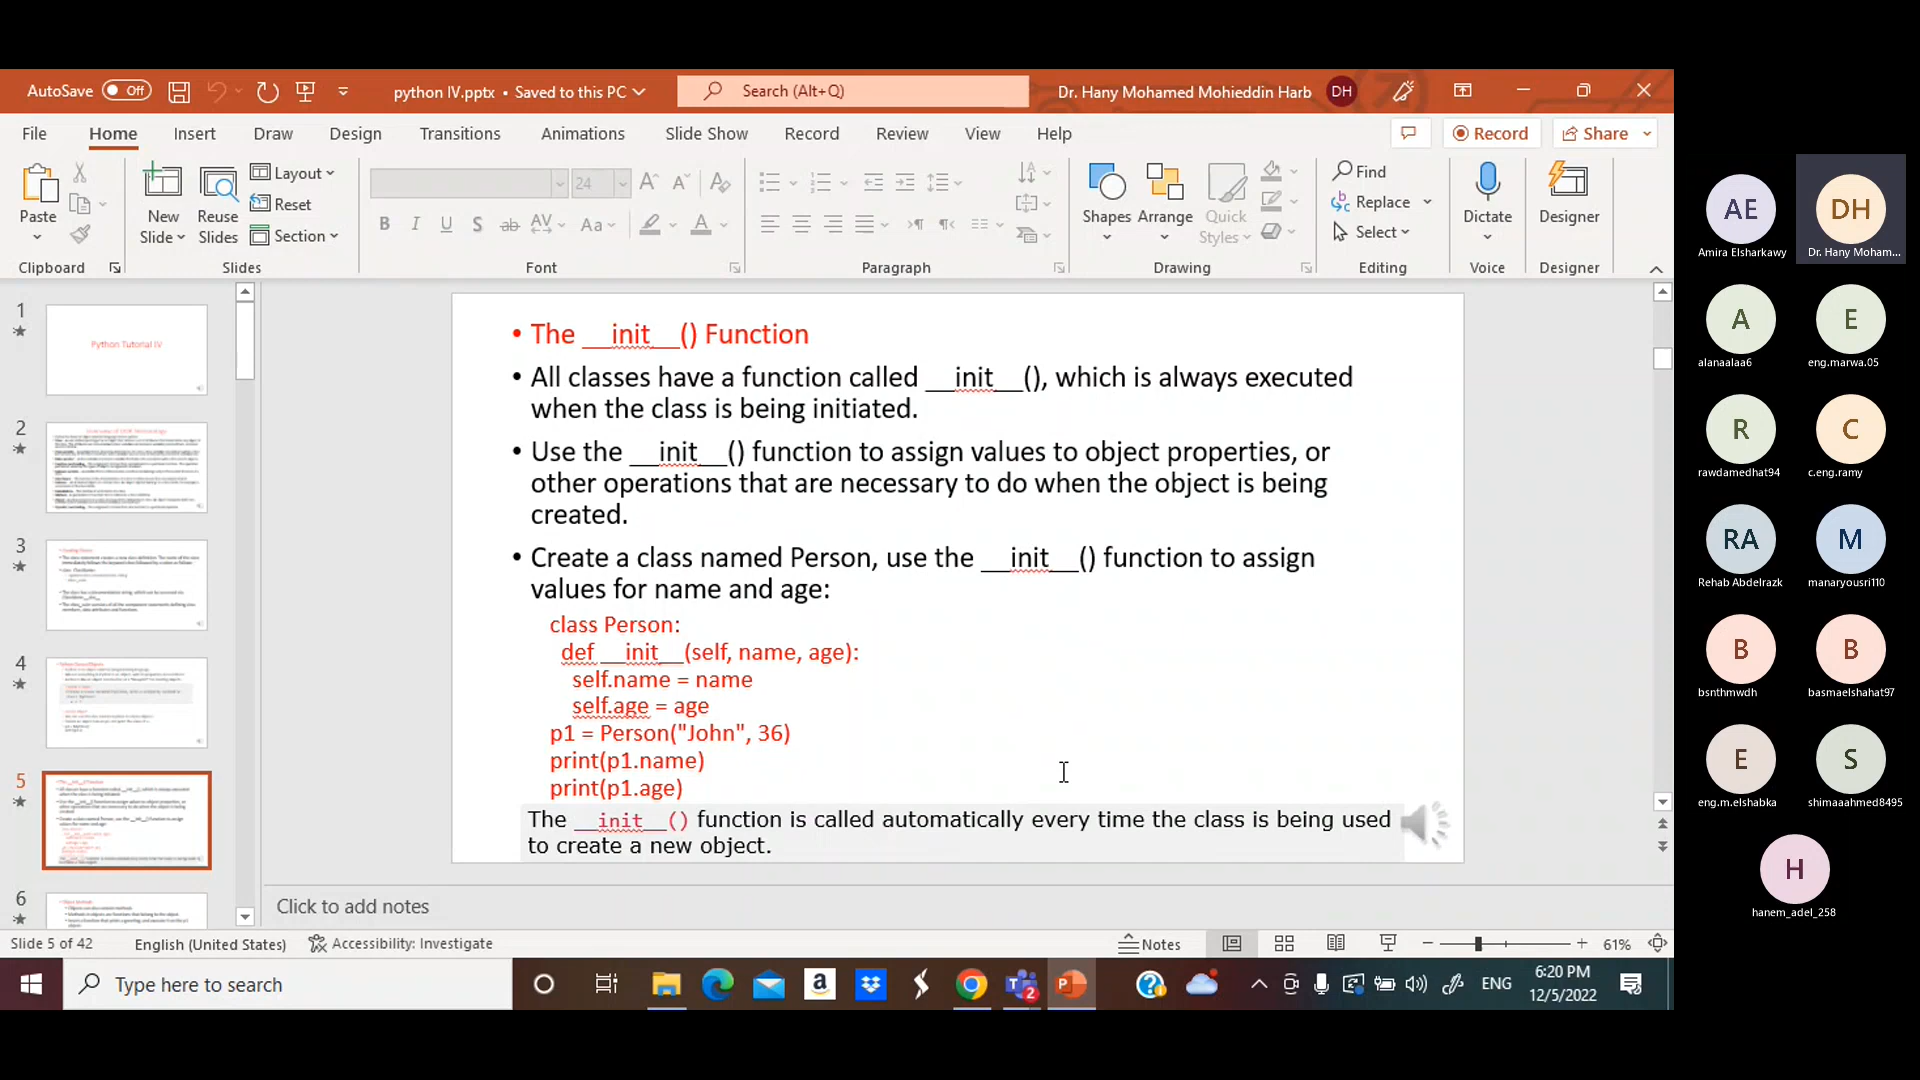 AutoSave Off
python IV.pptx • Saved to this PC
Search (Alt+Q)
Dr. Hany Mohamed Mohieddin Harb DH
File Home Insert Draw Design Transitions Animations Slide Show Record Review View Help
Record Share
Paste
New Slide
Reuse Slides
Layout
Reset
Section
24
B I U S ab AV Aa A
Shapes Arrange Quick Styles
Find
Replace
Select
Dictate
Designer
Clipboard Slides Font Paragraph Drawing Editing Voice Designer
1
Python Tutorial IV
2
3
4
5
6
• The __init__() Function
• All classes have a function called __init__(), which is always executed
when the class is being initiated.
• Use the __init__() function to assign values to object properties, or
other operations that are necessary to do when the object is being
created.
• Create a class named Person, use the __init__() function to assign
values for name and age:
class Person:
def __init__(self, name, age):
self.name = name
self.age = age
p1 = Person("John", 36)
print(p1.name)
print(p1.age)
The __init__() function is called automatically every time the class is being used
to create a new object.
Click to add notes
Slide 5 of 42 English (United States) Accessibility: Investigate Notes 61%
Type here to search
ENG
6:20 PM
12/5/2022
AE
Amira Elsharkawy
DH
Dr. Hany Moham...
A
alanaalaa6
E
eng.marwa.05
R
rawdamedhat94
C
c.eng.ramy
RA
Rehab Abdelrazk
M
manaryousri110
B
bsnthmwdh
B
basmaelshahat97
E
eng.m.elshabka
S
shimaaahmed8495
H
hanem_adel_258